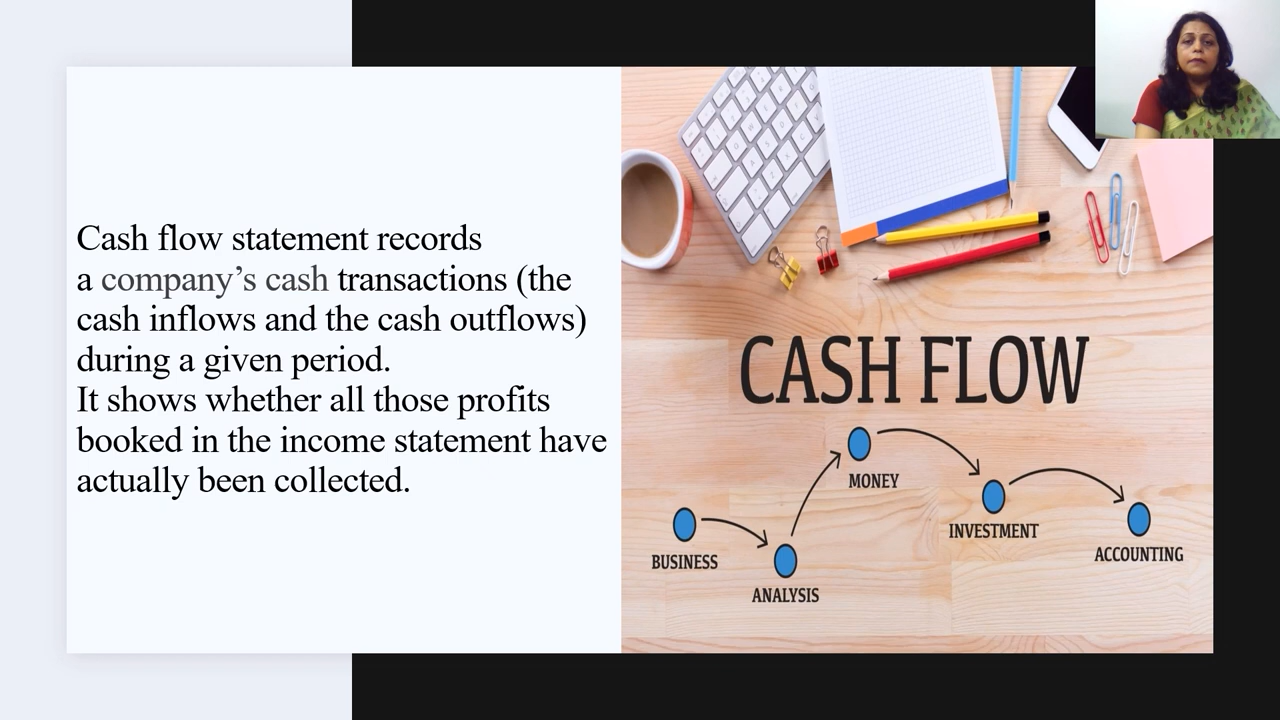 Cash flow statement records
a company’s cash transactions (the
cash inflows and the cash outflows)
during a given period.
It shows whether all those profits
booked in the income statement have
actually been collected.
CASH FLOW
MONEY
INVESTMENT
BUSINESS
ACCOUNTING
ANALYSIS